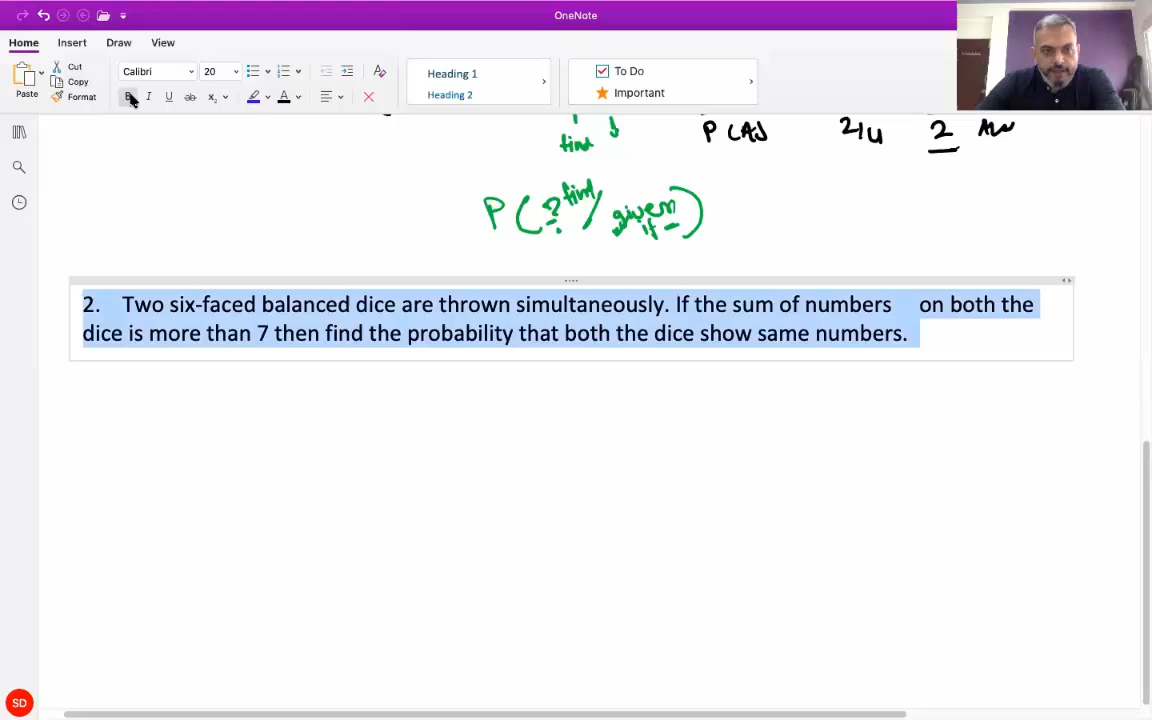 OneNote
Home Insert Draw View
Paste
Cut
Copy
Format
Calibri 20
Heading 1
Heading 2
To Do
Important
find
P(A) 2/4 2 Ans
P(? find / given if)
2. Two six-faced balanced dice are thrown simultaneously. If the sum of numbers on both the
dice is more than 7 then find the probability that both the dice show same numbers.
SD